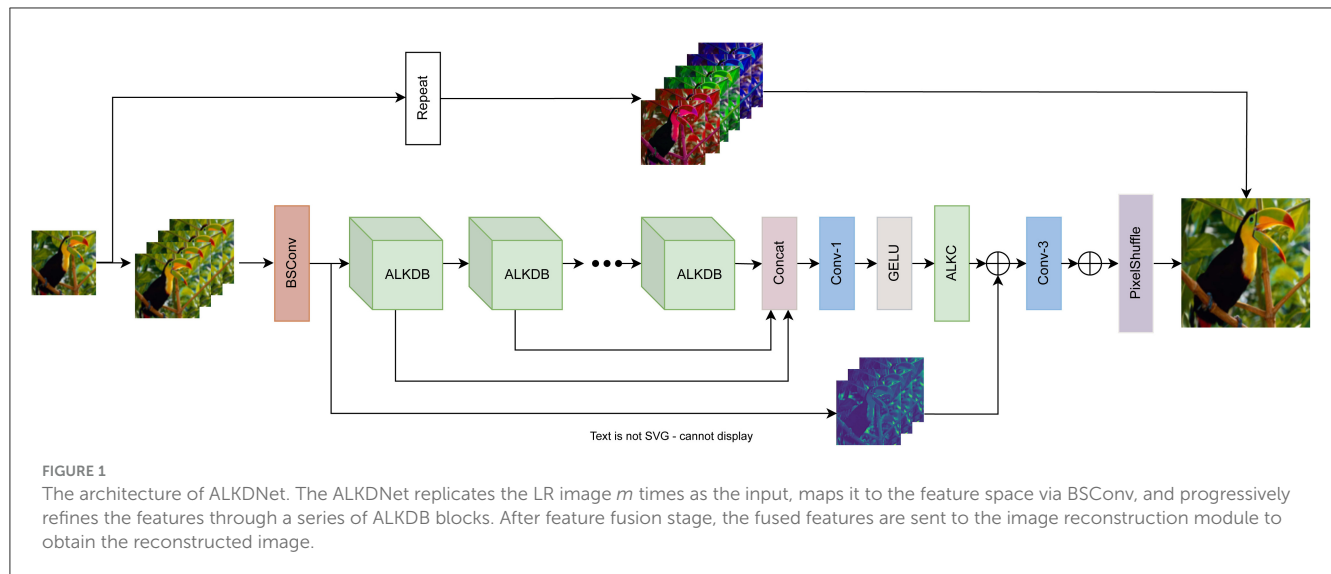 Repeat
BSConv
ALKDB
ALKDB
ALKDB
Concat
Conv-1
GELU
ALKC
Conv-3
PixelShuffle
Text is not SVG - cannot display
FIGURE 1
The architecture of ALKDNet. The ALKDNet replicates the LR image m times as the input, maps it to the feature space via BSConv, and progressively
refines the features through a series of ALKDB blocks. After feature fusion stage, the fused features are sent to the image reconstruction module to
obtain the reconstructed image.